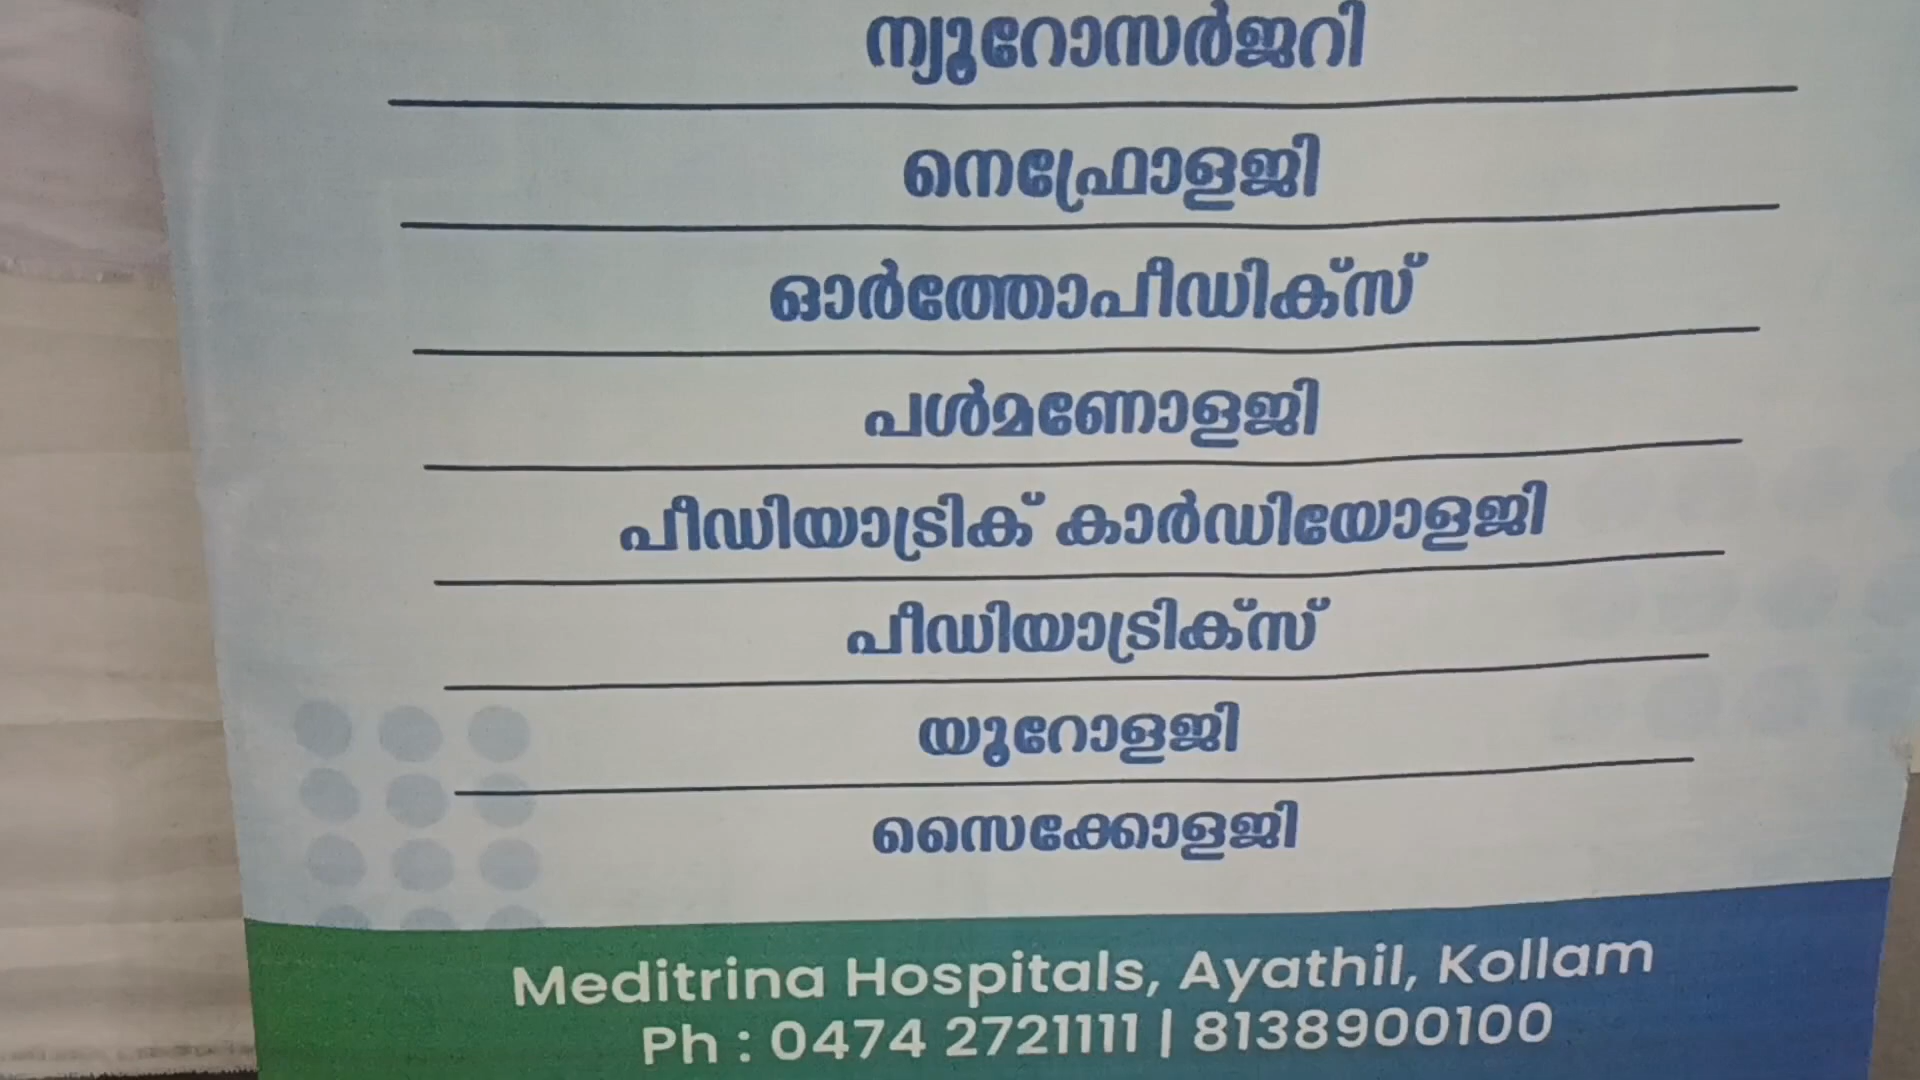 ന്യൂറോസർജറി
നെഫ്രോളജി
ഓർത്തോപീഡിക്സ്
പൾമണോളജി
പീഡിയാട്രിക് കാർഡിയോളജി
പീഡിയാട്രിക്സ്
യൂറോളജി
സൈക്കോളജി
Meditrina Hospitals, Ayathil, Kollam
Ph : 0474 2721111 | 8138900100